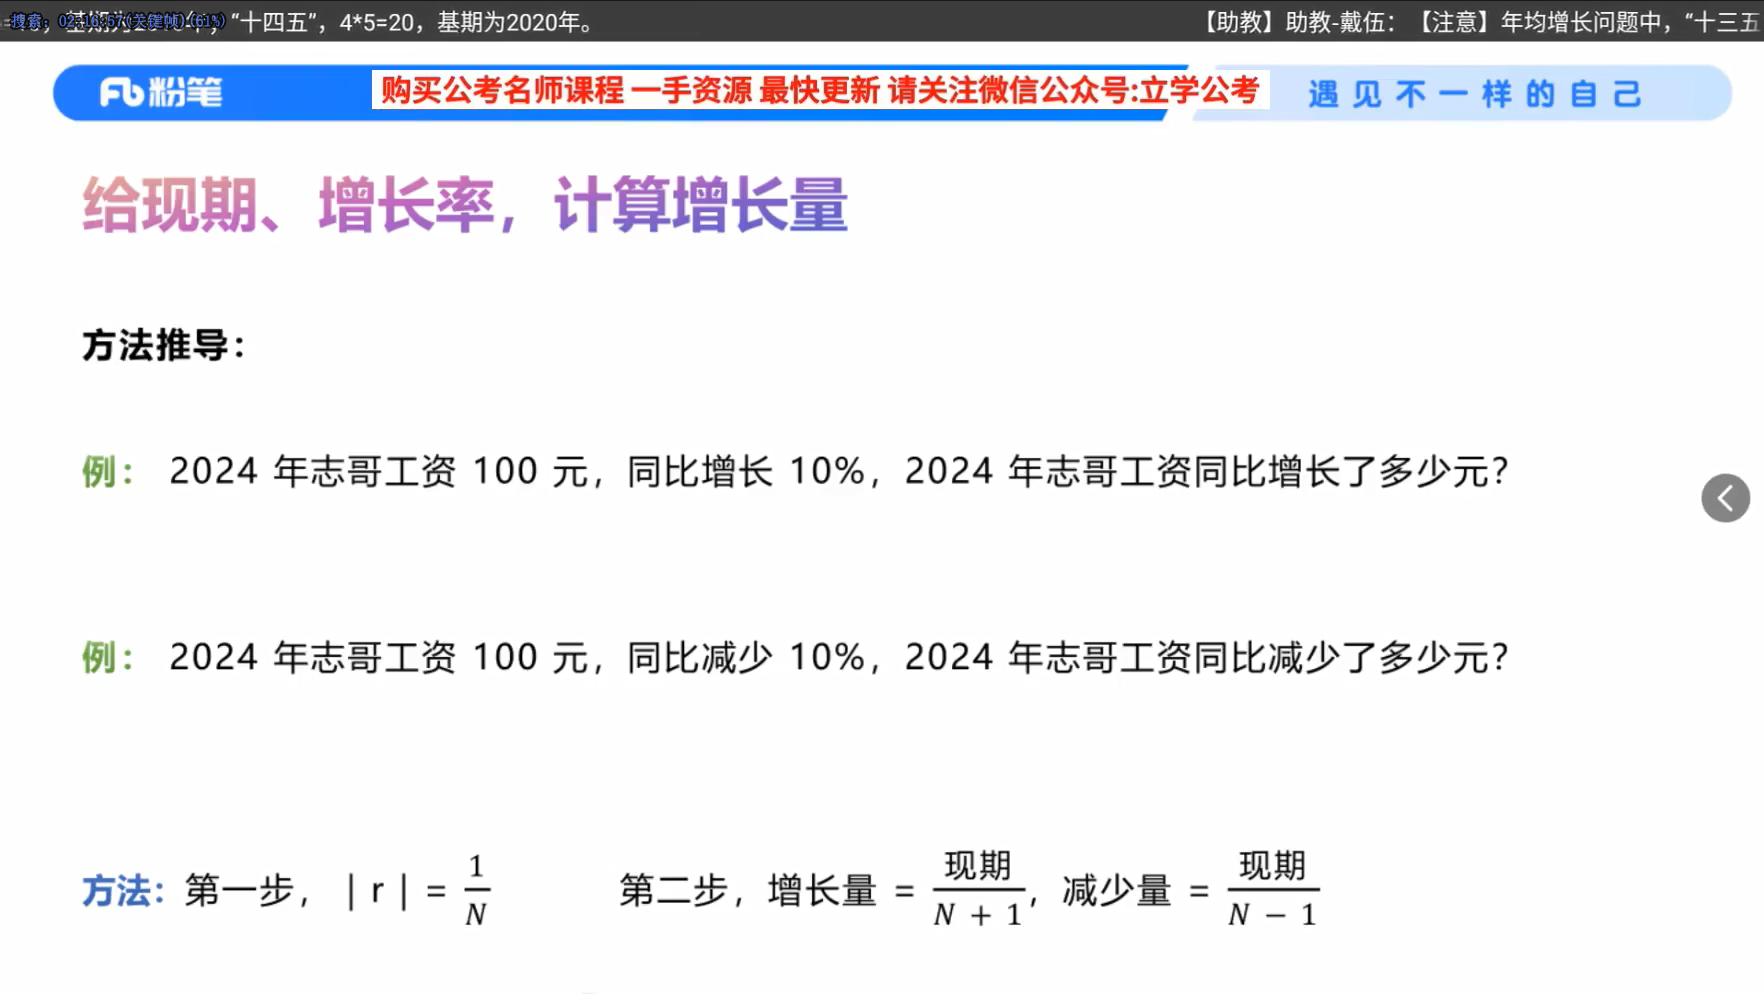 搜索：02:16:57(关键帧)(61%)
，基期为20 年；“十四五”，4*5=20，基期为2020年。
【助教】助教-戴伍：【注意】年均增长问题中，“十三五
粉笔
购买公考名师课程 一手资源 最快更新 请关注微信公众号:立学公考
遇见不一样的自己
给现期、增长率，计算增长量
方法推导：
例： 2024 年志哥工资 100 元，同比增长 10%，2024 年志哥工资同比增长了多少元？
例： 2024 年志哥工资 100 元，同比减少 10%，2024 年志哥工资同比减少了多少元？
方法：第一步，| r | = 1/N 第二步，增长量 = 现期/(N + 1)，减少量 = 现期/(N − 1)